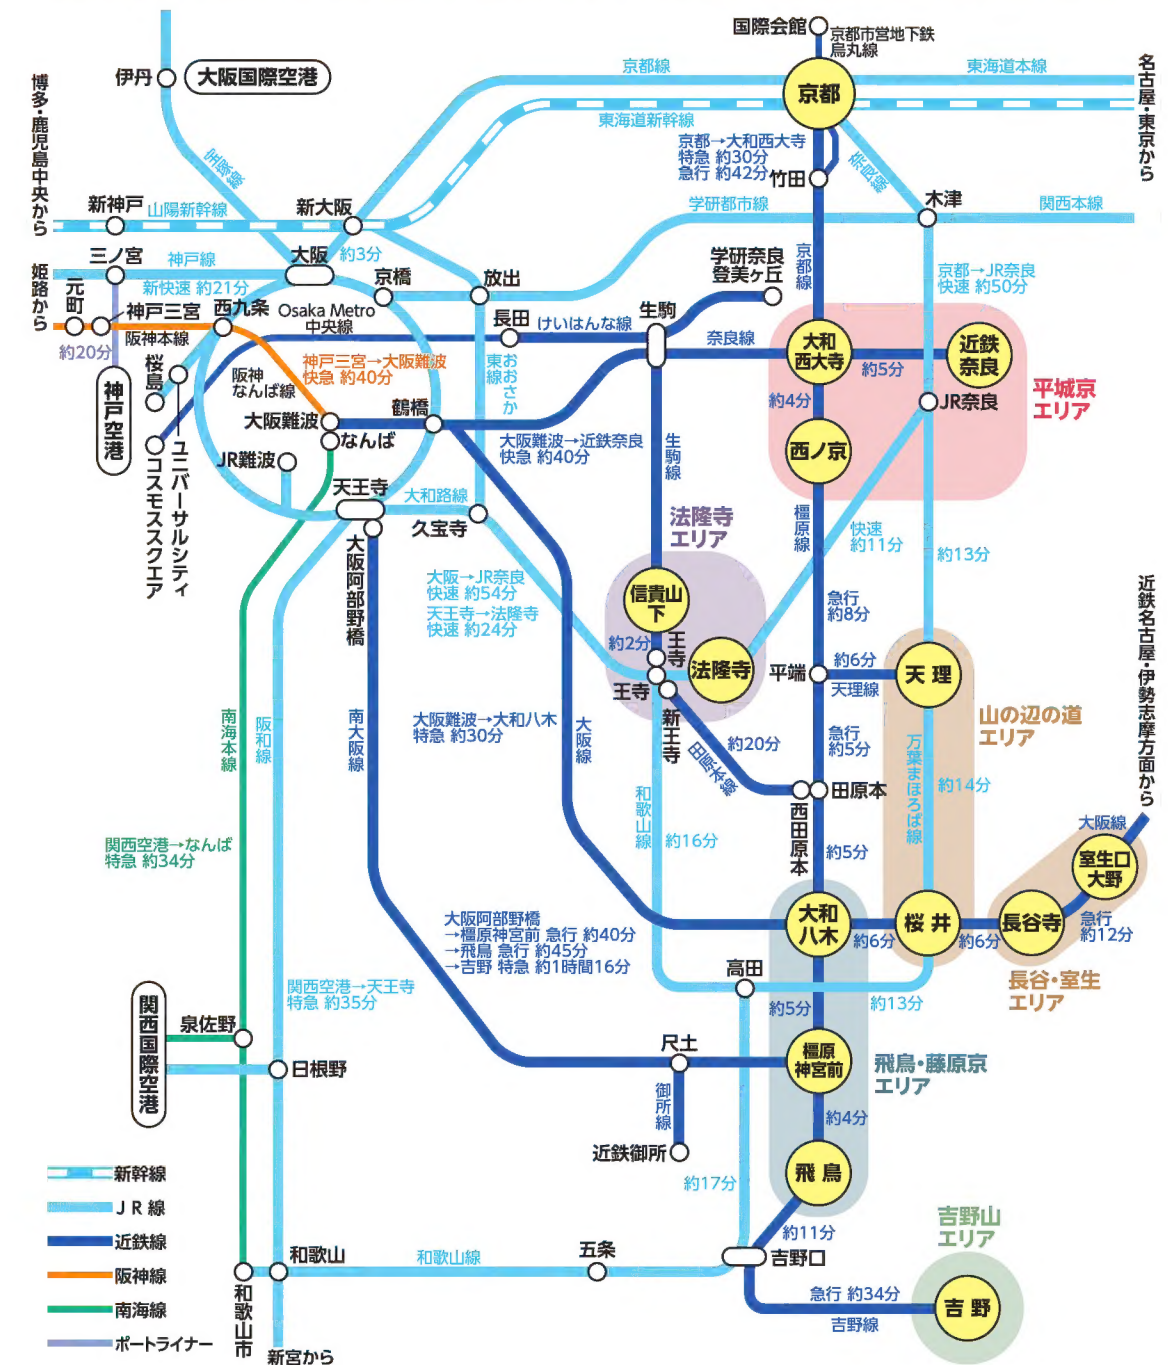 国際会館
京都市営地下鉄
烏丸線
伊丹
大阪国際空港
京都線
京都
東海道本線
東海道新幹線
名古屋・東京から
博多・鹿児島中央から
宝塚線
京都→大和西大寺
特急 約30分
急行 約42分
竹田
奈良線
新神戸
山陽新幹線
新大阪
学研都市線
木津
関西本線
三ノ宮
神戸線
大阪
約3分
新快速 約21分
姫路から
元町
京橋
放出
学研奈良
登美ヶ丘
京都線
京都→JR奈良
快速 約50分
神戸三宮
西九条
Osaka Metro
中央線
長田
けいはんな線
生駒
阪神本線
約20分
奈良線
大和
西大寺
約5分
近鉄
奈良
平城京
エリア
桜島
神戸三宮→大阪難波
快急 約40分
阪神
なんば線
東線
おおさか
約4分
JR奈良
神戸空港
大阪難波
鶴橋
なんば
大阪難波→近鉄奈良
快急 約40分
生駒線
西ノ京
コスモススクエア
ユニバーサルシティ
JR難波
天王寺
大和路線
久宝寺
法隆寺
エリア
橿原線
快速
約11分
約13分
大阪阿部野橋
大阪→JR奈良
快速 約54分
天王寺→法隆寺
快速 約24分
信貴山
下
急行
約8分
近鉄名古屋・伊勢志摩方面から
約2分
王寺
王寺
法隆寺
平端
約6分
天理線
天理
新王寺
南海本線
阪和線
南大阪線
大阪難波→大和八木
特急 約30分
大阪線
約20分
田原本線
急行
約5分
万葉まほろば線
山の辺の道
エリア
和歌山線
約16分
西田原本
田原本
約14分
関西空港→なんば
特急 約34分
約5分
大阪線
室生口
大野
大阪阿部野橋
→橿原神宮前 急行 約40分
→飛鳥 急行 約45分
→吉野 特急 約1時間16分
大和
八木
約6分
桜井
約6分
長谷寺
急行
約12分
高田
長谷・室生
エリア
関西空港→天王寺
特急 約35分
約5分
約13分
関西国際空港
泉佐野
日根野
尺土
橿原
神宮前
飛鳥・藤原京
エリア
御所線
約4分
近鉄御所
飛鳥
新幹線
約17分
JR線
約11分
吉野山
エリア
近鉄線
和歌山
和歌山線
五条
吉野口
阪神線
急行 約34分
吉野
吉野線
南海線
和歌山市
ポートライナー
新宮から